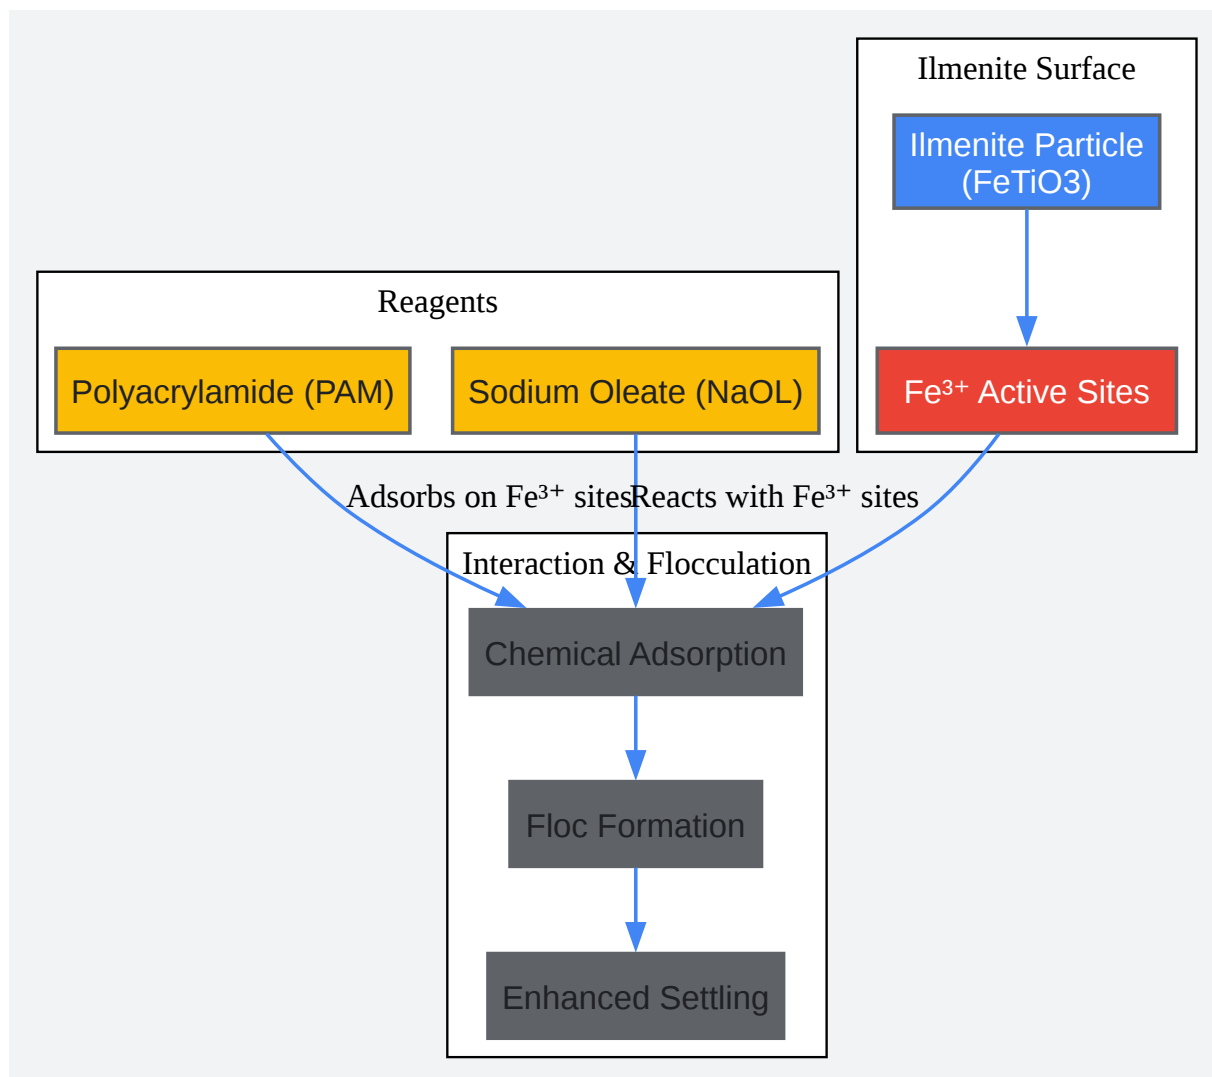 Ilmenite Surface
Ilmenite Particle
(FeTiO3)
Reagents
Polyacrylamide (PAM)
Sodium Oleate (NaOL)
Fe³⁺ Active Sites
Adsorbs on Fe³⁺ sites
Reacts with Fe³⁺ sites
Interaction & Flocculation
Chemical Adsorption
Floc Formation
Enhanced Settling